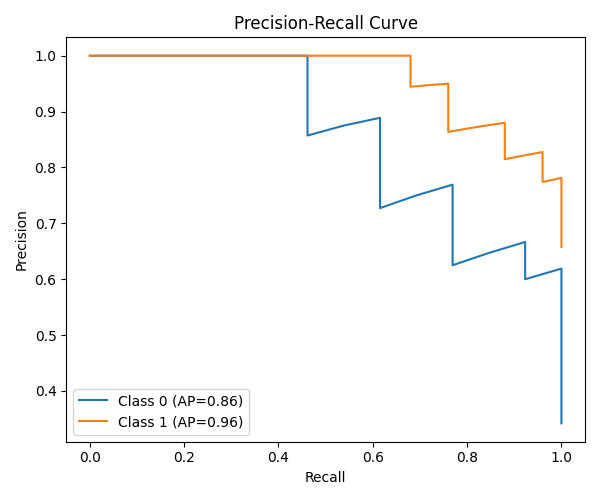 Precision-Recall Curve
Precision
1.0
0.9
0.8
0.7
0.6
0.5
0.4
Class 0 (AP=0.86)
Class 1 (AP=0.96)
0.0 0.2 0.4 0.6 0.8 1.0
Recall